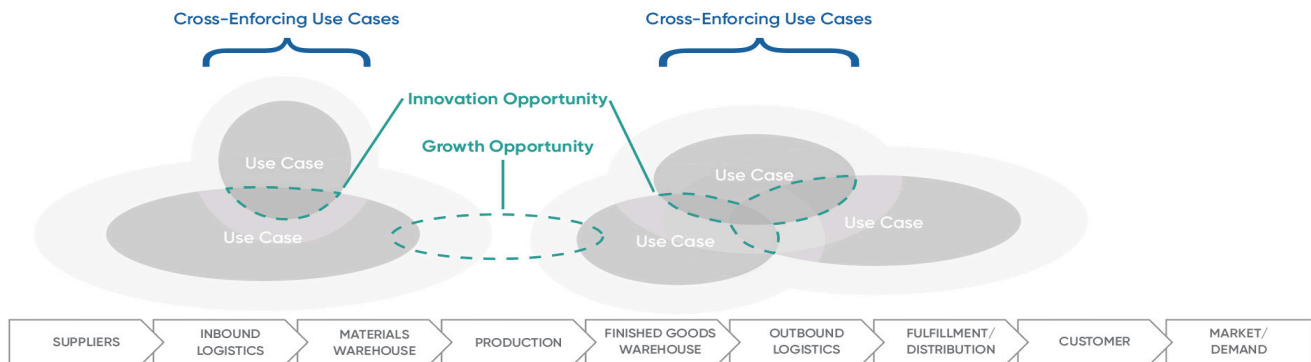 Cross-Enforcing Use Cases
Cross-Enforcing Use Cases
Innovation Opportunity
Growth Opportunity
Use Case
Use Case
Use Case
Use Case
Use Case
SUPPLIERS
INBOUND
LOGISTICS
MATERIALS
WAREHOUSE
PRODUCTION
FINISHED GOODS
WAREHOUSE
OUTBOUND
LOGISTICS
FULFILLMENT/
DISTRIBUTION
CUSTOMER
MARKET/
DEMAND